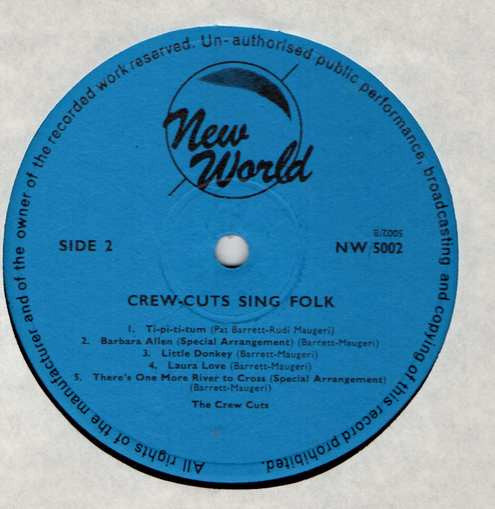 All rights of the manufacturer and of the owner of the recorded work reserved. Un-authorised public performance, broadcasting and copying of this record prohibited.
New
World
SIDE 2
5002/B
NW 5002
CREW-CUTS SING FOLK
1. Ti-pi-ti-tum (Pat Barrett-Rudi Maugeri)
2. Barbara Allen (Special Arrangement) (Barrett-Maugeri)
3. Little Donkey (Barrett-Maugeri)
4. Laura Love (Barrett-Maugeri)
5. There's One More River to Cross (Special Arrangement)
(Barrett-Maugeri)
The Crew Cuts